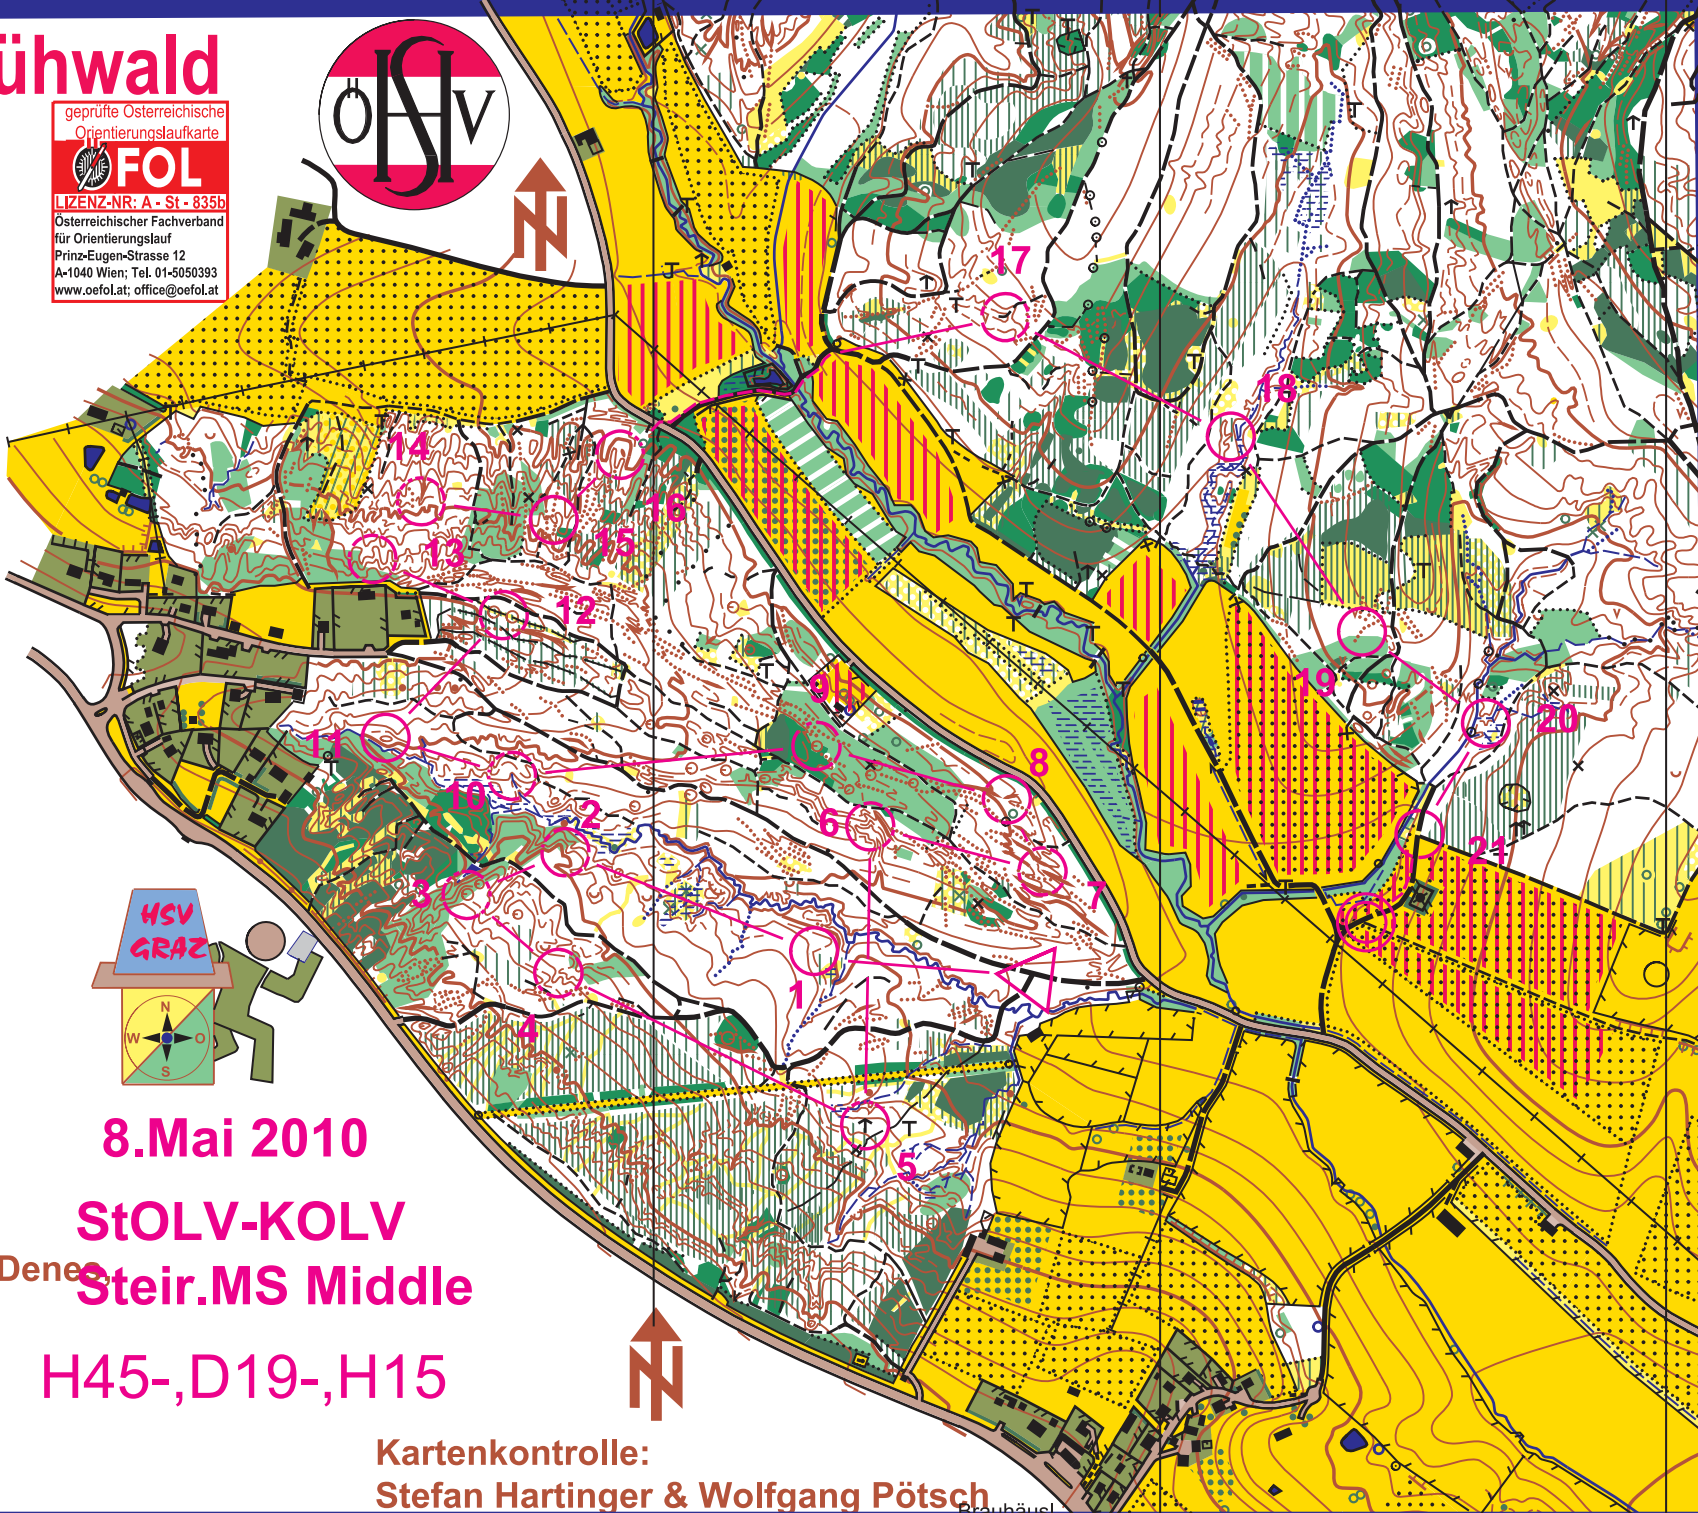 ühwald
geprüfte Österreichische
Orientierungslaufkarte
ÖFOL
LIZENZ-NR: A - St - 835b
Österreichischer Fachverband
für Orientierungslauf
Prinz-Eugen-Strasse 12
A-1040 Wien; Tel. 01-5050393
www.oefol.at; office@oefol.at
Ö HSV
N
17
18
14
16
13
15
12
9
19
11
20
8
10
2
6
21
3
7
HSV
GRAZ
1
N
W O
S
4
5
8.Mai 2010
StOLV-KOLV
Denes,
Steir.MS Middle
H45-,D19-,H15
N
Kartenkontrolle:
Stefan Hartinger & Wolfgang Pötsch
Brauhäusl